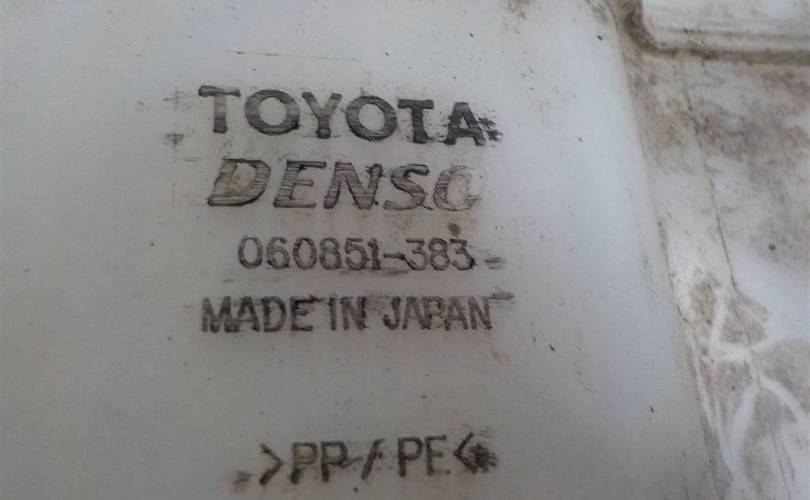 TOYOTA
DENSO
060851-383
MADE IN JAPAN
>PP/PE<